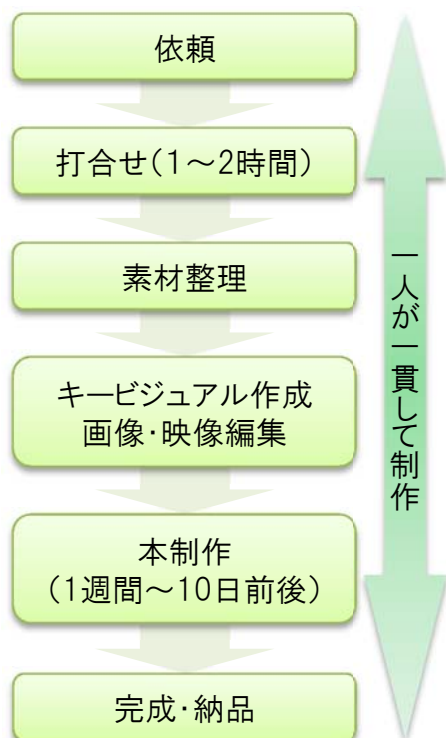 依頼
打合せ(1～2時間)
素材整理
キービジュアル作成
画像・映像編集
本制作
(1週間～10日前後)
完成・納品
一人が一貫して制作